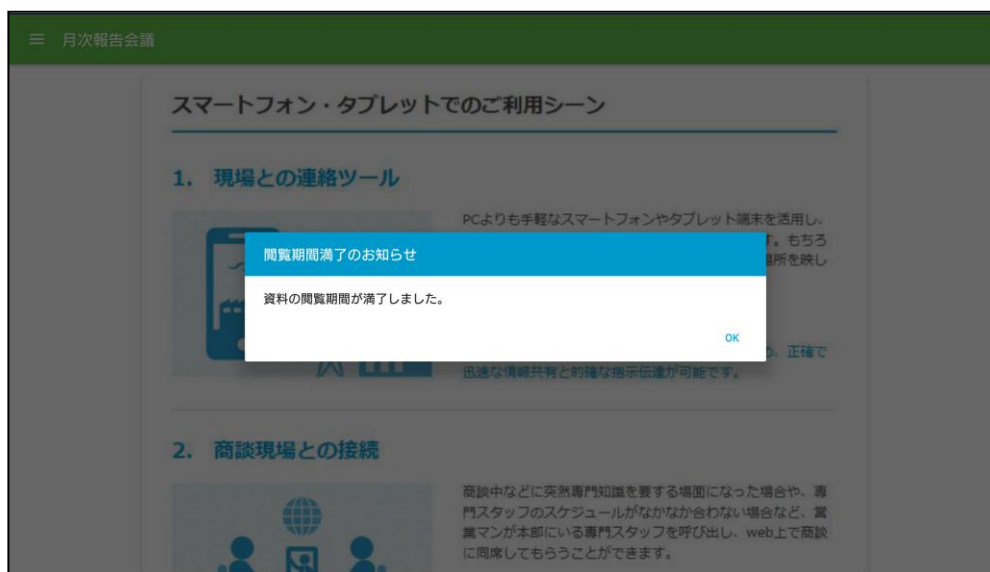 月次報告会議
スマートフォン・タブレットでのご利用シーン
1. 現場との連絡ツール
PCよりも手軽なスマートフォンやタブレット端末を活用し、
す。もちろ
場所を映し
閲覧期間満了のお知らせ
資料の閲覧期間が満了しました。
OK
、正確で
迅速な情報共有と的確な指示伝達が可能です。
2. 商談現場との接続
商談中などに突然専門知識を要する場面になった場合や、専
門スタッフのスケジュールがなかなか合わない場合など、営
業マンが本部にいる専門スタッフを呼び出し、web上で商談
に同席してもらうことができます。